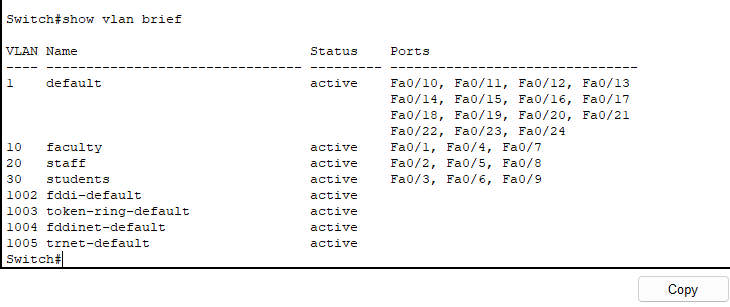 Switch#show vlan brief
VLAN Name                             Status    Ports
---- -------------------------------- --------- -------------------------------
1    default                          active    Fa0/10, Fa0/11, Fa0/12, Fa0/13
                                                Fa0/14, Fa0/15, Fa0/16, Fa0/17
                                                Fa0/18, Fa0/19, Fa0/20, Fa0/21
                                                Fa0/22, Fa0/23, Fa0/24
10   faculty                          active    Fa0/1, Fa0/4, Fa0/7
20   staff                            active    Fa0/2, Fa0/5, Fa0/8
30   students                         active    Fa0/3, Fa0/6, Fa0/9
1002 fddi-default                     active
1003 token-ring-default               active
1004 fddinet-default                  active
1005 trnet-default                    active
Switch#
Copy